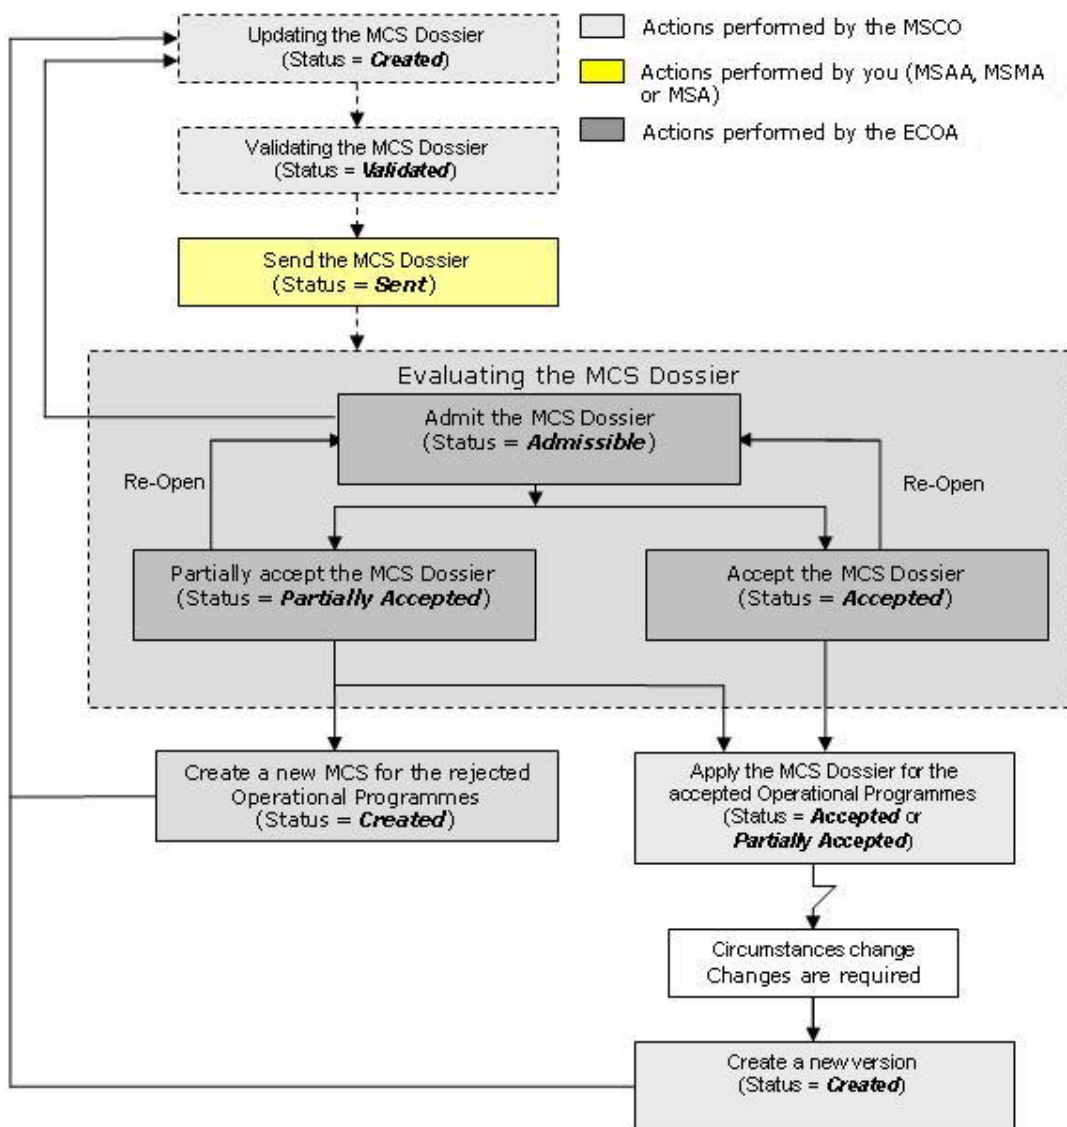 Updating the MCS Dossier
(Status = Created)
Actions performed by the MSCO
Actions performed by you (MSAA, MSMA
or MSA)
Actions performed by the ECOA
Validating the MCS Dossier
(Status = Validated)
Send the MCS Dossier
(Status = Sent)
Evaluating the MCS Dossier
Admit the MCS Dossier
(Status = Admissible)
Re-Open
Re-Open
Partially accept the MCS Dossier
(Status = Partially Accepted)
Accept the MCS Dossier
(Status = Accepted)
Create a new MCS for the rejected
Operational Programmes
(Status = Created)
Apply the MCS Dossier for the
accepted Operational Programmes
(Status = Accepted or
Partially Accepted)
Circumstances change
Changes are required
Create a new version
(Status = Created)